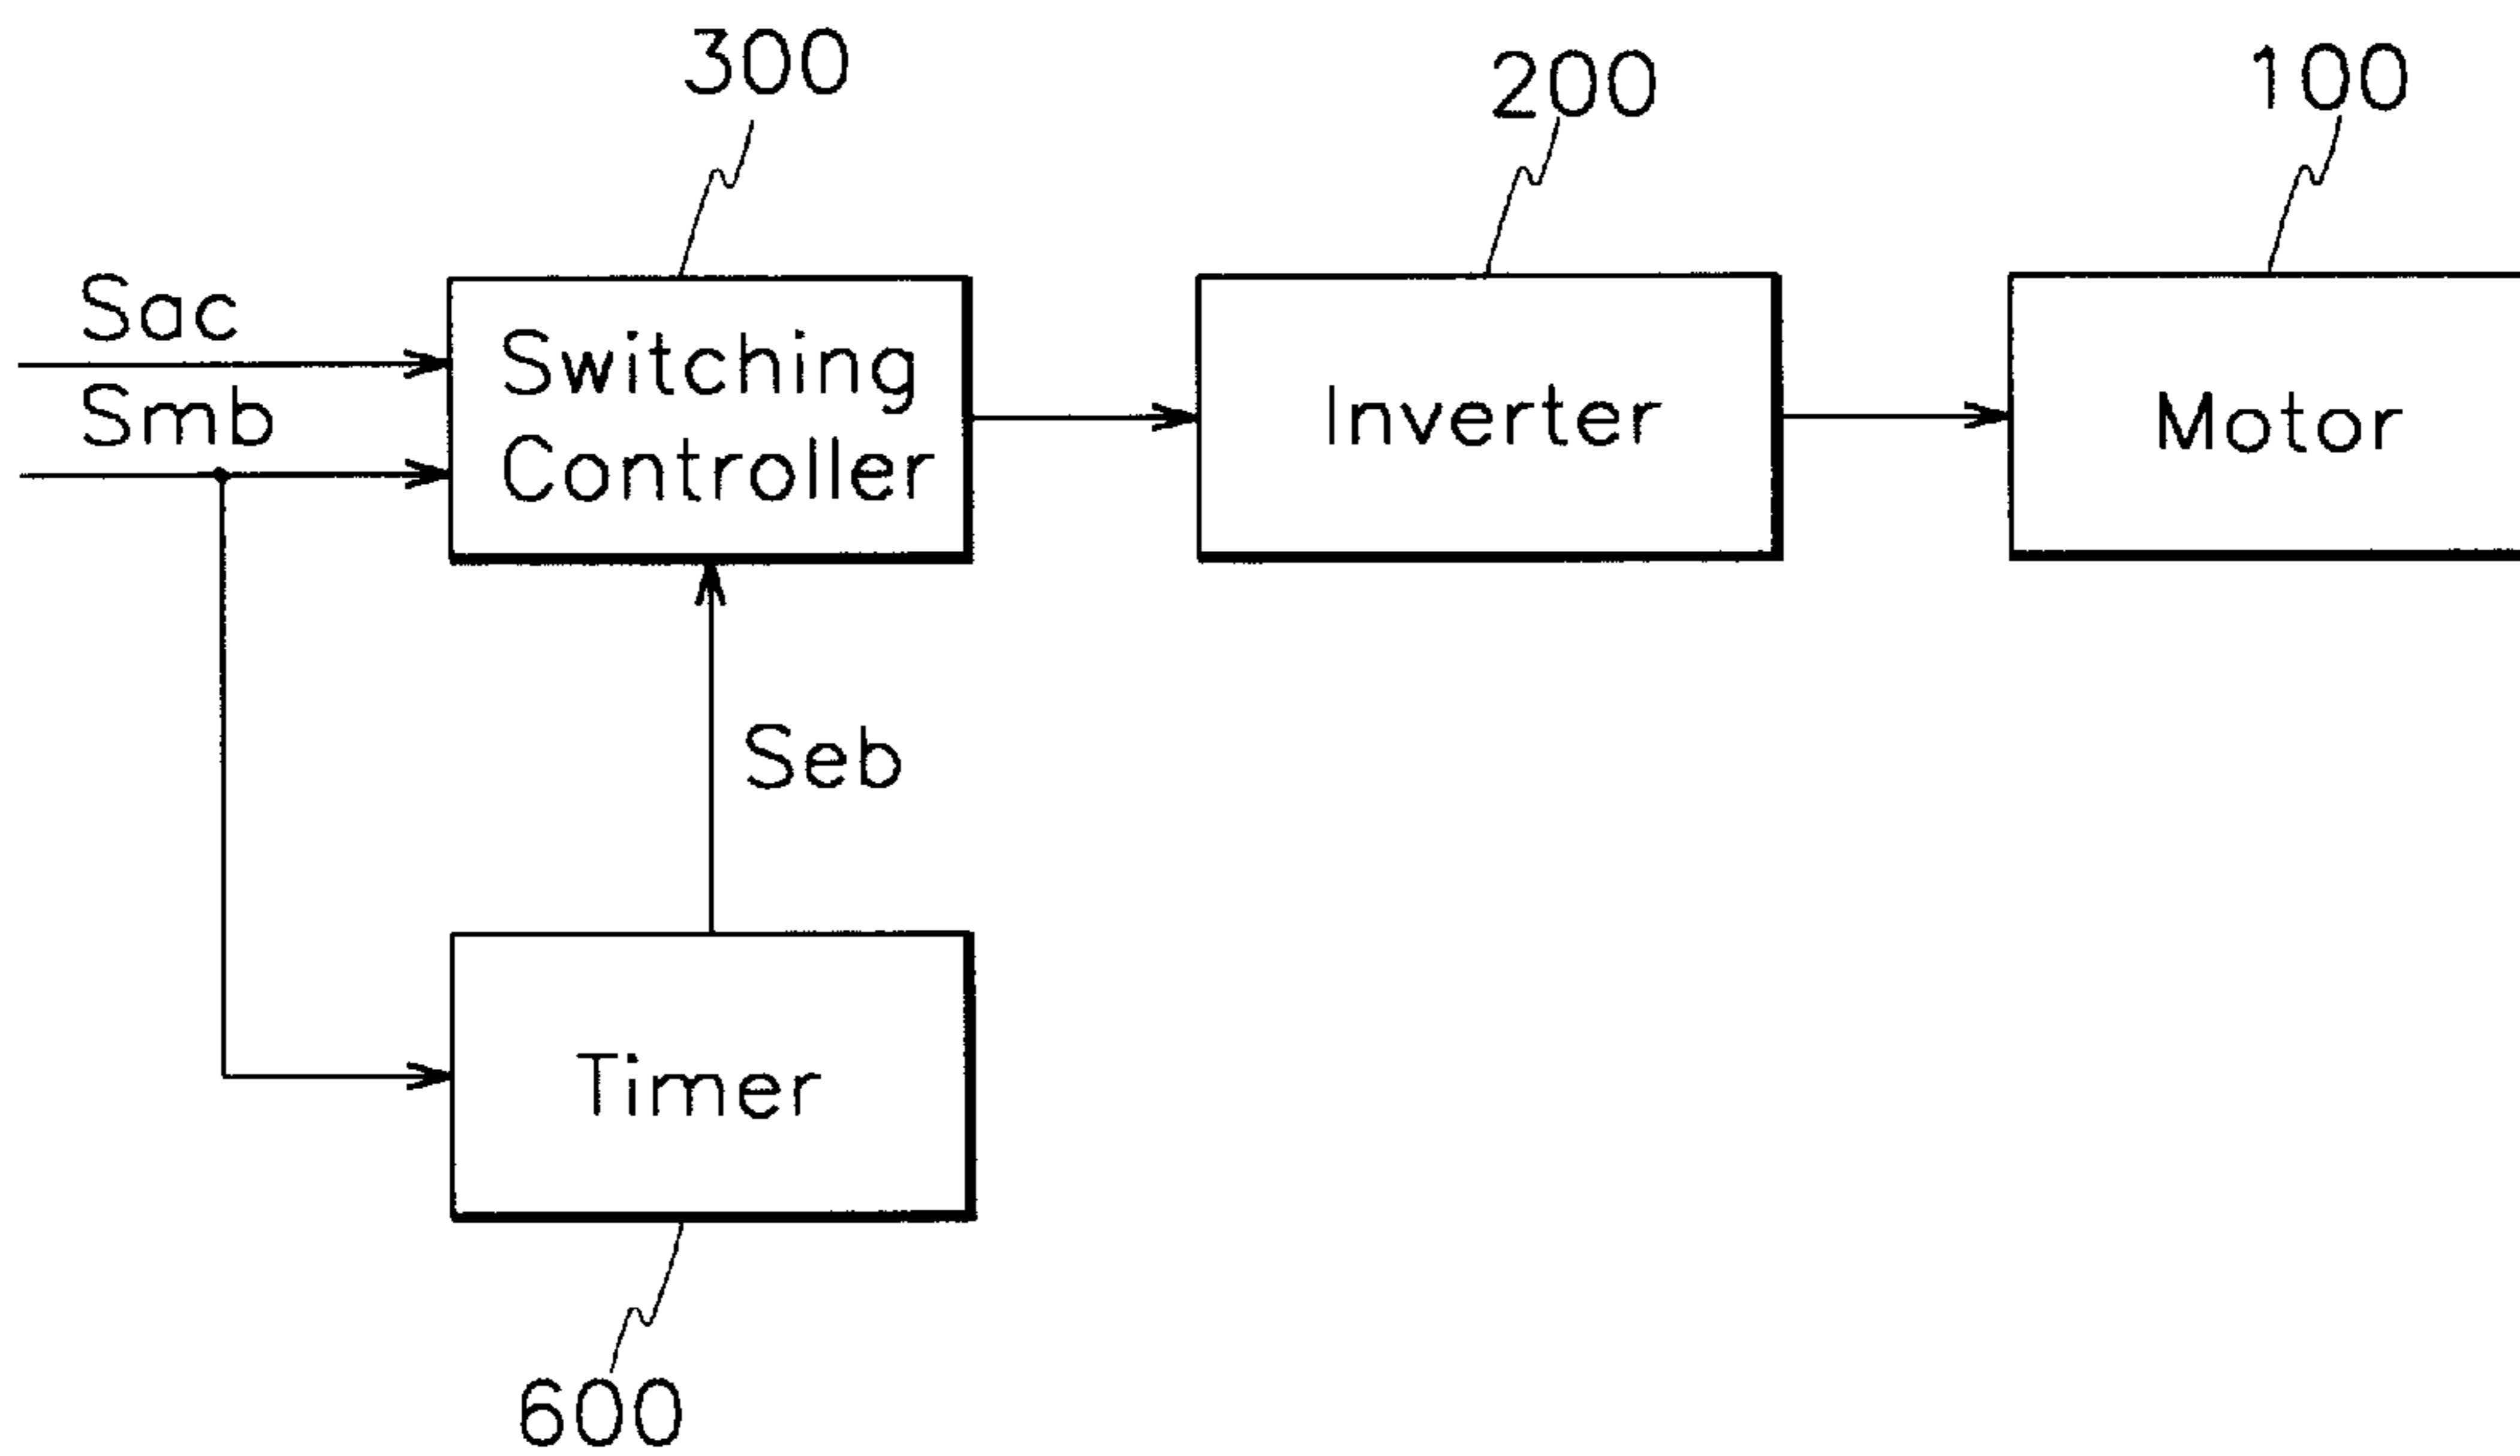 300
200
100
Sac
Smb
Switching
Controller
Inverter
Motor
Seb
Timer
600